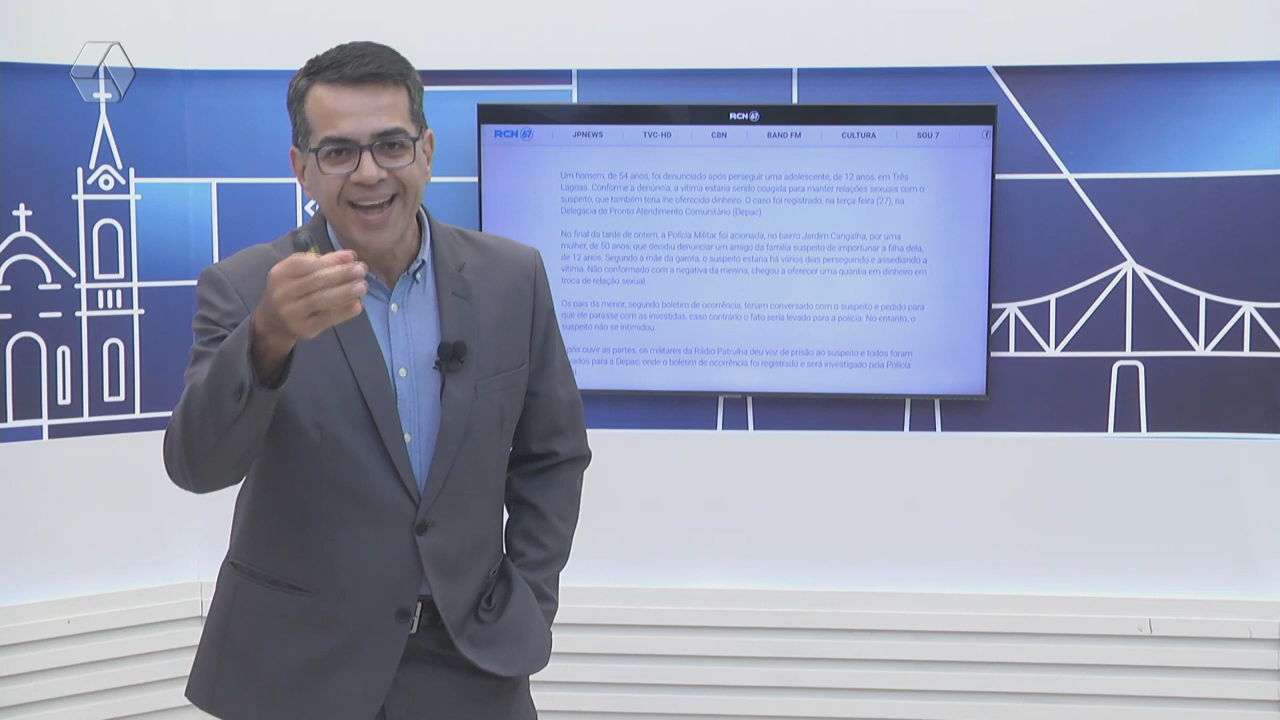 RCN 67
RCN 67 JPNEWS TVC-HD CBN BAND FM CULTURA SOU 7
Um homem, de 54 anos, foi denunciado após perseguir uma adolescente, de 12 anos, em Três
Lagoas. Conforme a denúncia, a vítima estaria sendo coagida para manter relações sexuais com o
suspeito, que também teria lhe oferecido dinheiro. O caso foi registrado, na terça-feira (27), na
Delegacia de Pronto Atendimento Comunitário (Depac).
No final da tarde de ontem, a Polícia Militar foi acionada, no bairro Jardim Cangalha, por uma
mulher, de 50 anos, que decidiu denunciar um amigo da família suspeito de importunar a filha dela,
de 12 anos. Segundo a mãe da garota, o suspeito estaria há vários dias perseguindo e assediando a
vítima. Não conformado com a negativa da menina, chegou a oferecer uma quantia em dinheiro em
troca de relação sexual.
Os pais da menor, segundo boletim de ocorrência, teriam conversado com o suspeito e pedido para
que ele parasse com as investidas, caso contrário o fato seria levado para a polícia. No entanto, o
suspeito não se intimidou.
pós ouvir as partes, os militares da Rádio Patrulha deu voz de prisão ao suspeito e todos foram
vados para a Depac, onde o boletim de ocorrência foi registrado e será investigado pela Polícia